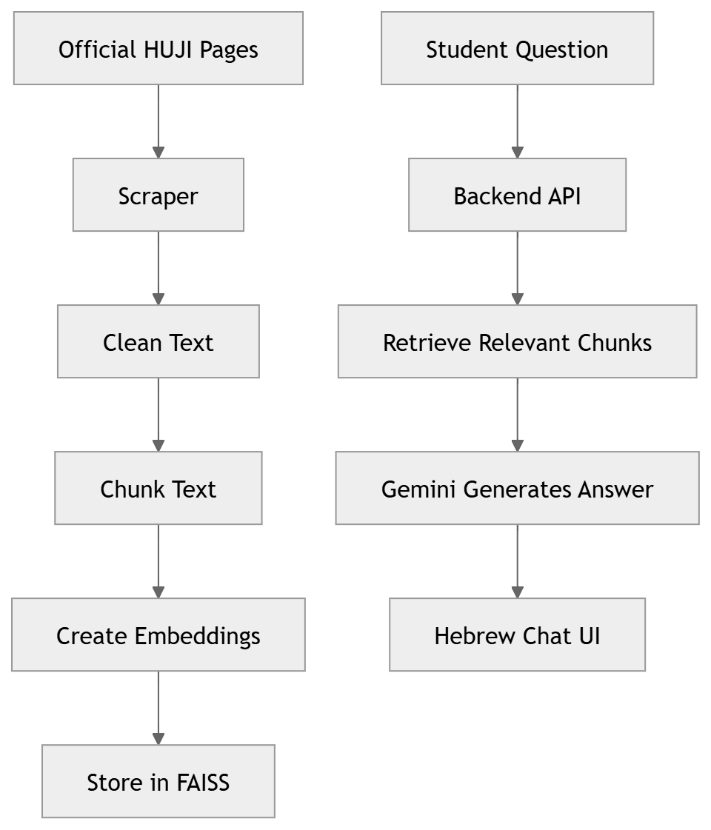 Official HUJI Pages
Scraper
Clean Text
Chunk Text
Create Embeddings
Store in FAISS
Student Question
Backend API
Retrieve Relevant Chunks
Gemini Generates Answer
Hebrew Chat UI